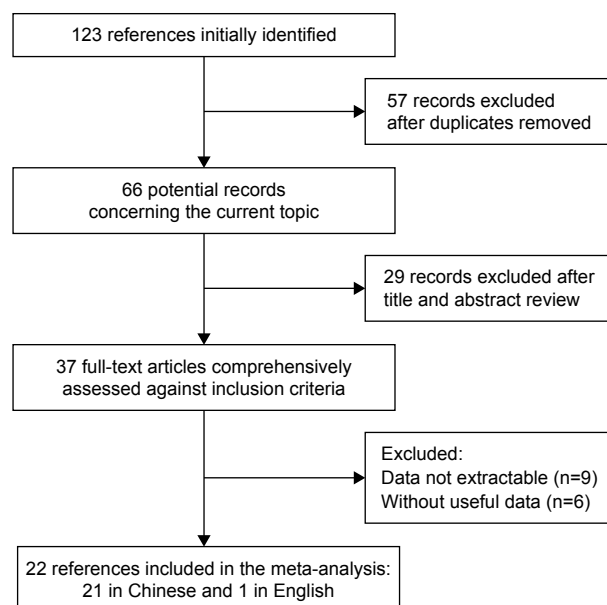 123 references initially identified
57 records excluded
after duplicates removed
66 potential records
concerning the current topic
29 records excluded after
title and abstract review
37 full-text articles comprehensively
assessed against inclusion criteria
Excluded:
Data not extractable (n=9)
Without useful data (n=6)
22 references included in the meta-analysis:
21 in Chinese and 1 in English